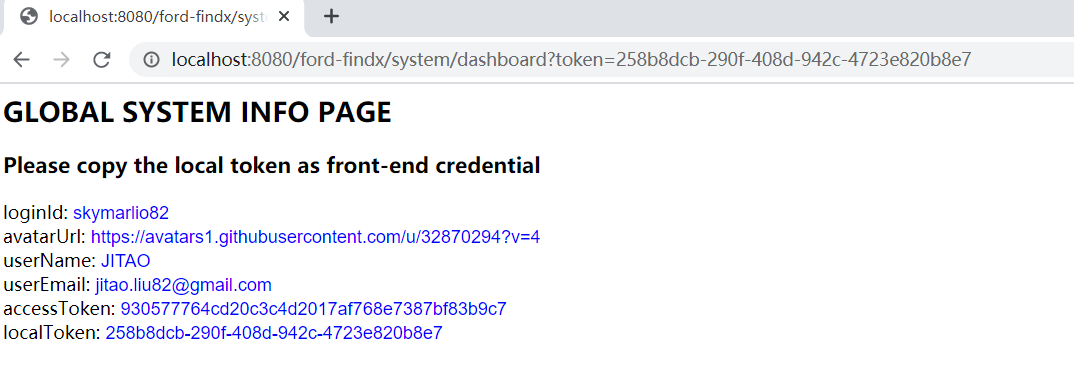 localhost:8080/ford-findx/syste
localhost:8080/ford-findx/system/dashboard?token=258b8dcb-290f-408d-942c-4723e820b8e7
GLOBAL SYSTEM INFO PAGE
Please copy the local token as front-end credential
loginId: skymarlio82
avatarUrl: https://avatars1.githubusercontent.com/u/32870294?v=4
userName: JITAO
userEmail: jitao.liu82@gmail.com
accessToken: 930577764cd20c3c4d2017af768e7387bf83b9c7
localToken: 258b8dcb-290f-408d-942c-4723e820b8e7